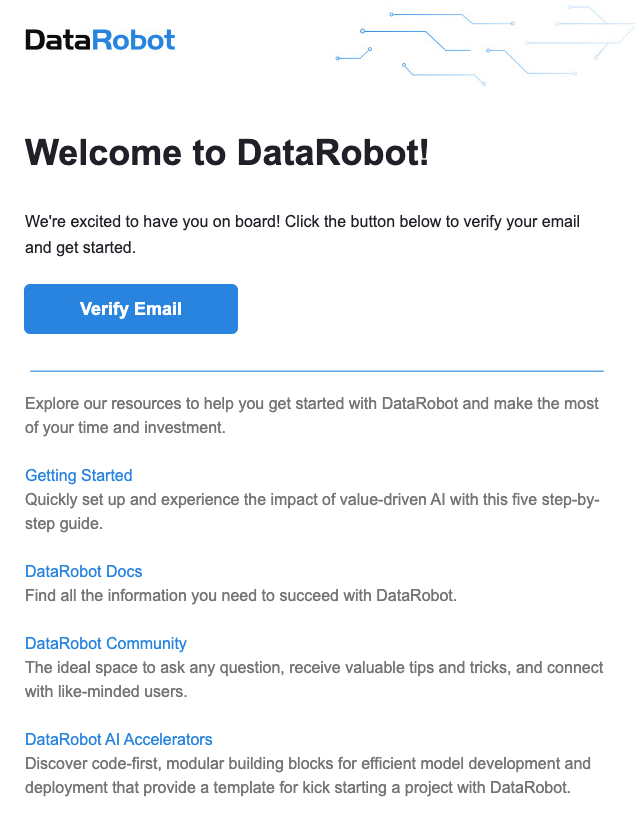 DataRobot
Welcome to DataRobot!
We're excited to have you on board! Click the button below to verify your email
and get started.
Verify Email
Explore our resources to help you get started with DataRobot and make the most
of your time and investment.
Getting Started
Quickly set up and experience the impact of value-driven AI with this five step-by-
step guide.
DataRobot Docs
Find all the information you need to succeed with DataRobot.
DataRobot Community
The ideal space to ask any question, receive valuable tips and tricks, and connect
with like-minded users.
DataRobot AI Accelerators
Discover code-first, modular building blocks for efficient model development and
deployment that provide a template for kick starting a project with DataRobot.